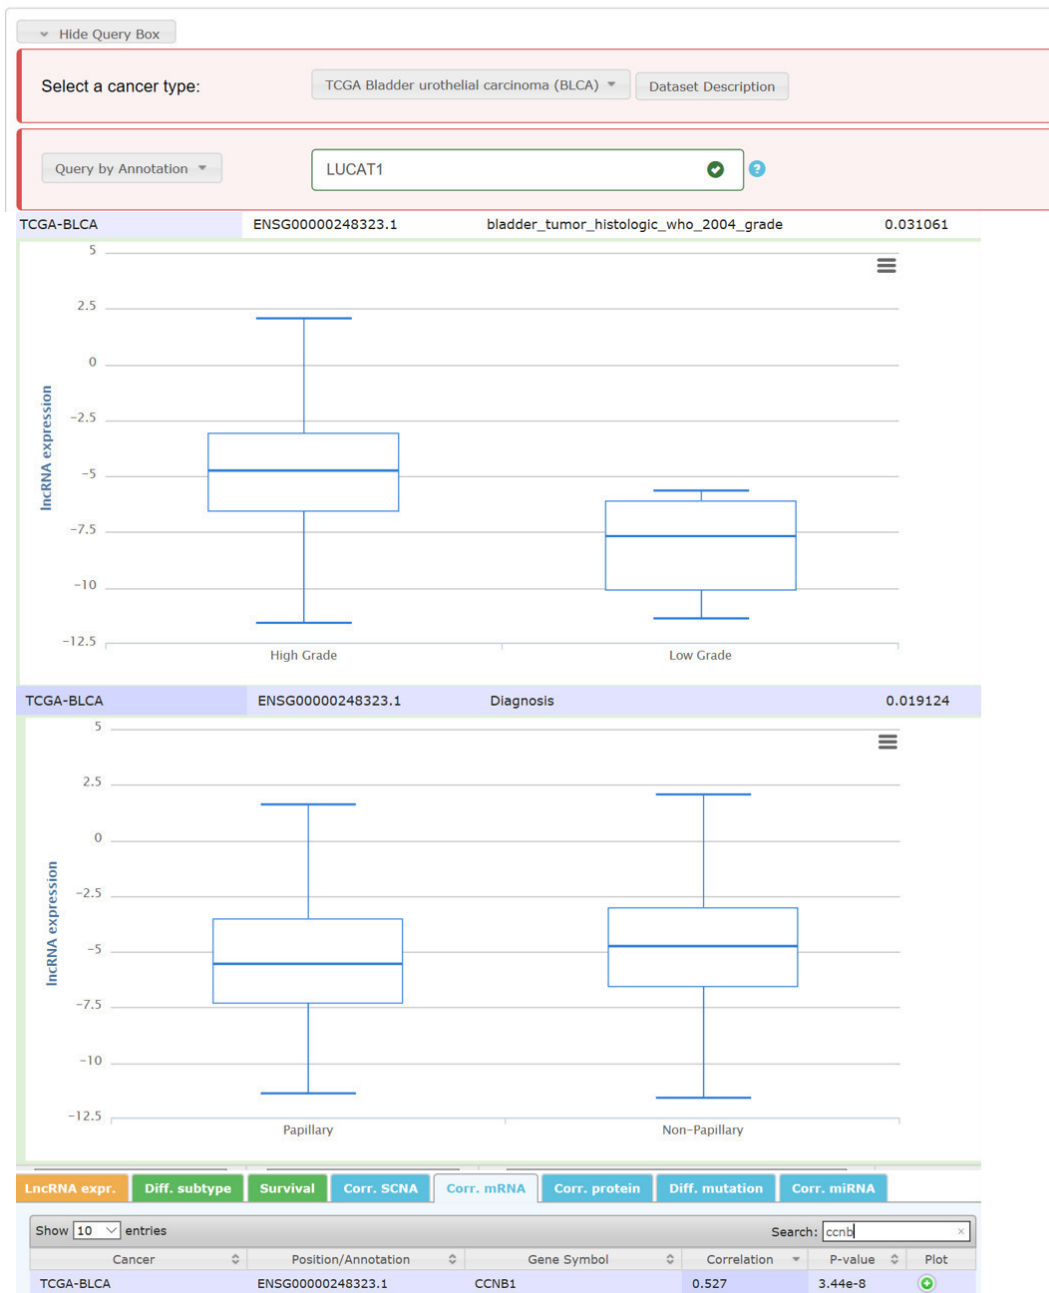 Hide Query Box
Select a cancer type: TCGA Bladder urothelial carcinoma (BLCA) Dataset Description
Query by Annotation LUCAT1 ?
TCGA-BLCA ENSG00000248323.1 bladder_tumor_histologic_who_2004_grade 0.031061
5
2.5
0
-2.5
-5
-7.5
-10
-12.5
lncRNA expression
High Grade Low Grade
TCGA-BLCA ENSG00000248323.1 Diagnosis 0.019124
5
2.5
0
-2.5
-5
-7.5
-10
-12.5
lncRNA expression
Papillary Non-Papillary
LncRNA expr. Diff. subtype Survival Corr. SCNA Corr. mRNA Corr. protein Diff. mutation Corr. miRNA
Show 10 entries Search: ccnb ×
Cancer Position/Annotation Gene Symbol Correlation P-value Plot
TCGA-BLCA ENSG00000248323.1 CCNB1 0.527 3.44e-8